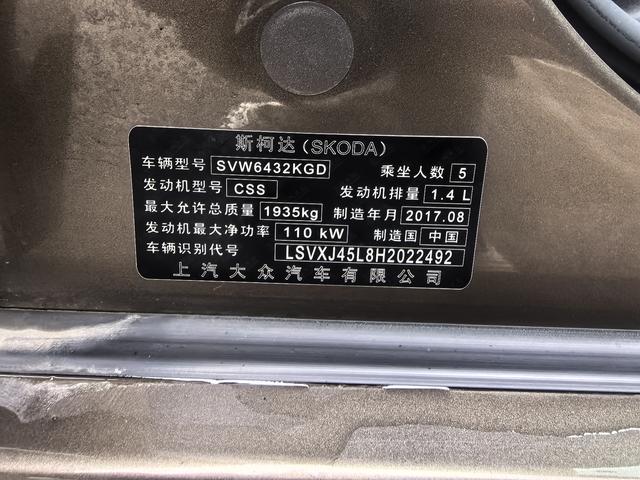 斯柯达(SKODA)
车辆型号 SVW6432KGD 乘坐人数 5
发动机型号 CSS 发动机排量 1.4 L
最大允许总质量 1935kg 制造年月 2017.08
发动机最大净功率 110 kW 制造国 中国
车辆识别代号 LSVXJ45L8H2022492
上汽大众汽车有限公司